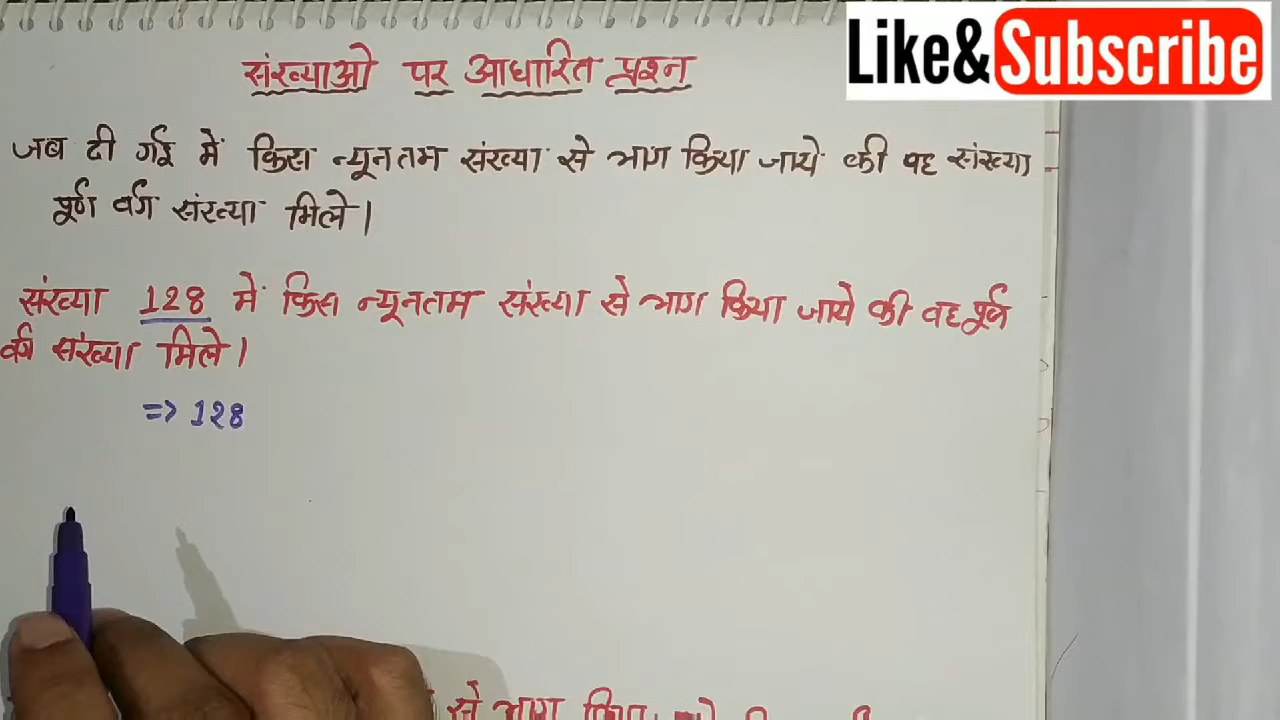 Like&Subscribe
संख्याओ पर आधारित प्रश्न
जब दी गई में किस न्यूनतम संख्या से भाग किया जाये की वह संख्या
पूर्ण वर्ग संख्या मिले।
संख्या 128 में किस न्यूनतम संख्या से भाग किया जाये की वह पूर्ण
वर्ग संख्या मिले।
=> 128
से भाग किया